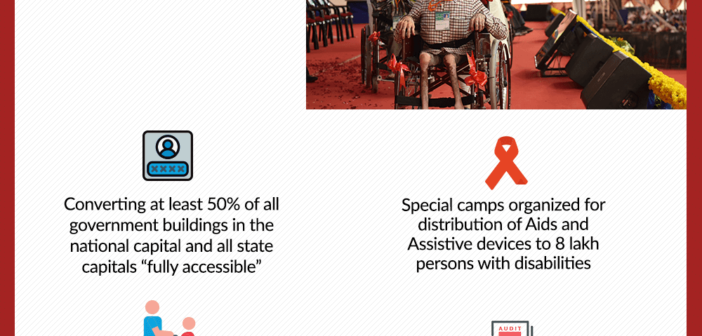 Converting at least 50% of all
government buildings in the
national capital and all state
capitals “fully accessible”
Special camps organized for
distribution of Aids and
Assistive devices to 8 lakh
persons with disabilities
AUDIT